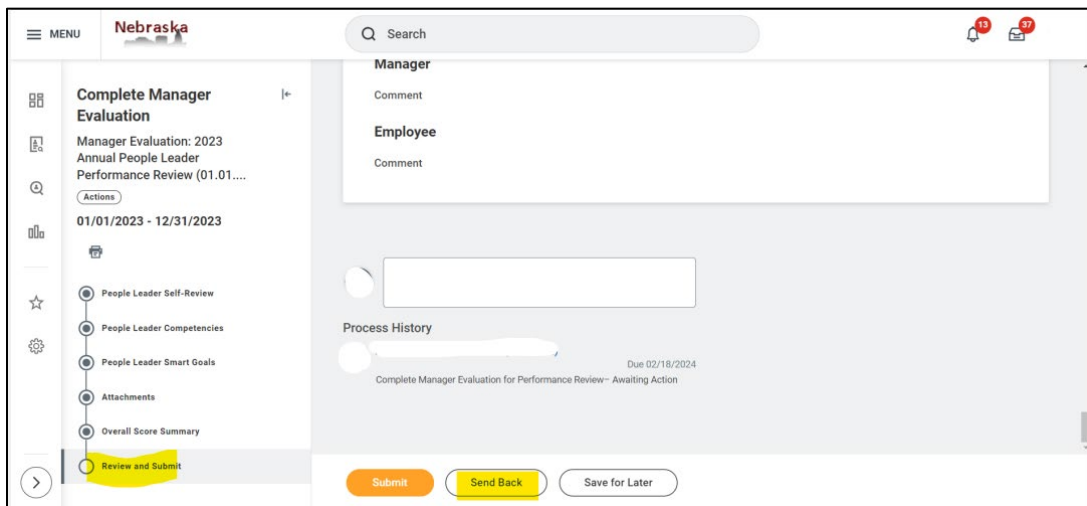 MENU
Nebraska
Search
13
37
Complete Manager
Evaluation
Manager Evaluation: 2023
Annual People Leader
Performance Review (01.01....
Actions
01/01/2023 - 12/31/2023
People Leader Self-Review
People Leader Competencies
People Leader Smart Goals
Attachments
Overall Score Summary
Review and Submit
Manager
Comment
Employee
Comment
Process History
Due 02/18/2024
Complete Manager Evaluation for Performance Review– Awaiting Action
Submit
Send Back
Save for Later